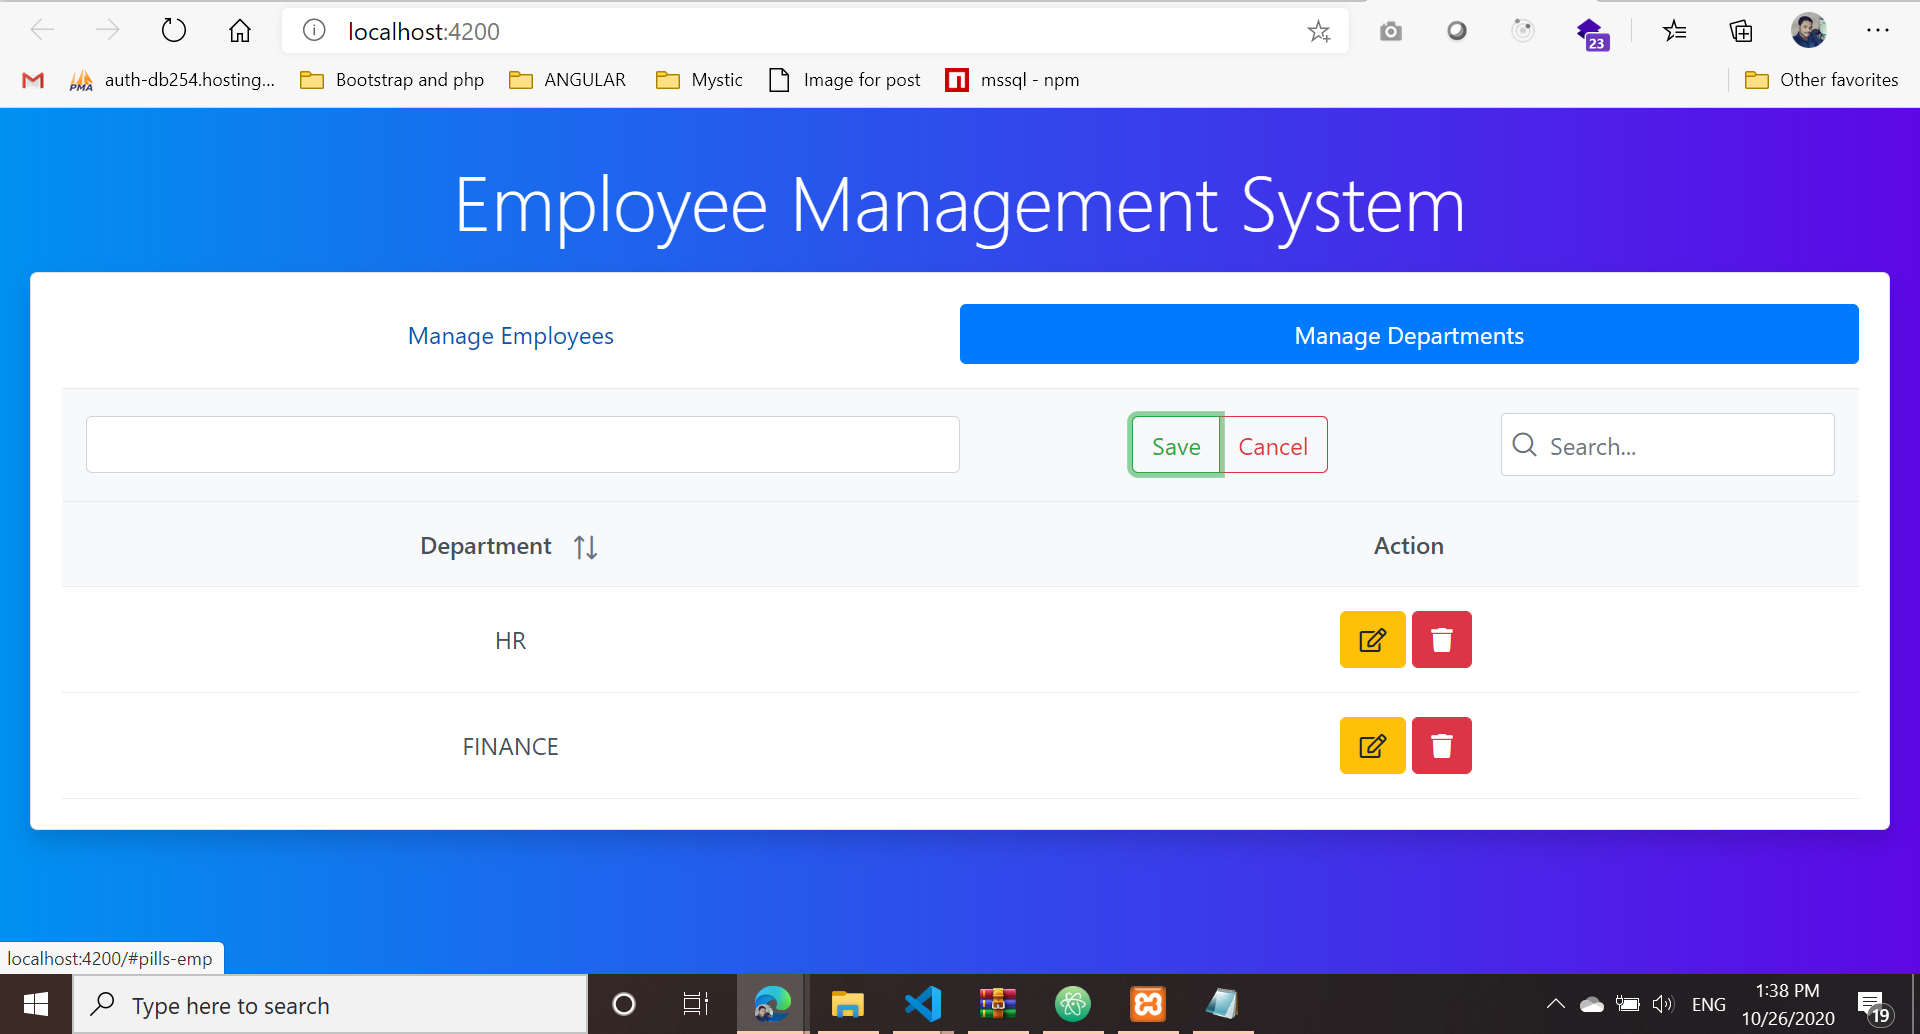 localhost:4200
23
PMA
auth-db254.hosting...
Bootstrap and php
ANGULAR
Mystic
Image for post
n
mssql - npm
Other favorites
Employee Management System
Manage Employees
Manage Departments
Save
Cancel
Search...
Department
Action
HR
FINANCE
localhost:4200/#pills-emp
Type here to search
ENG
1:38 PM
10/26/2020
19